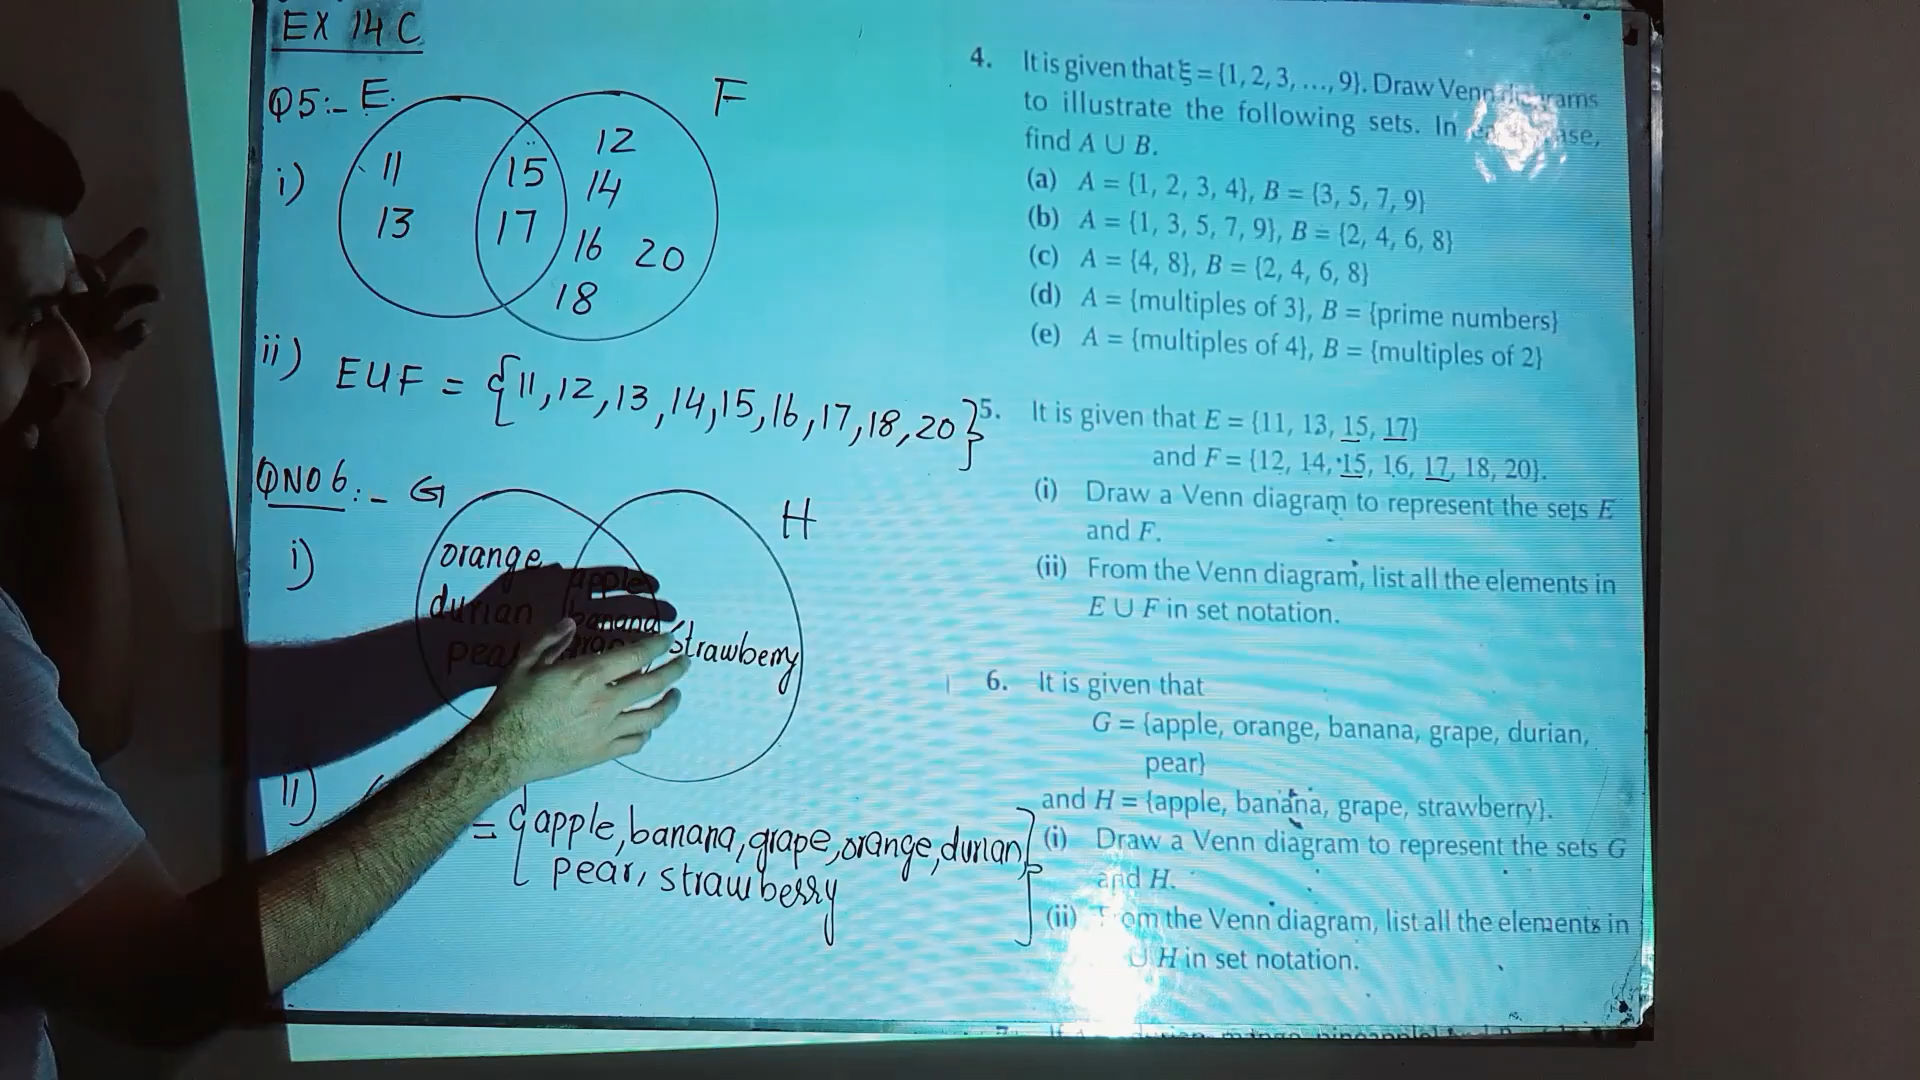 EX 14 C
Q5:- E F
i)
11
13
15
17
12
14
16 20
18
ii) EUF = {11,12,13,14,15,16,17,18,20}
QNO 6:- G H
i)
orange
durian
apple
banana
strawberry
ii)
= {apple,banana,grape,orange,durian,
pear, strawberry}
4. It is given that ξ = {1, 2, 3, ..., 9}. Draw Venn diagrams
to illustrate the following sets. In each case,
find A ∪ B.
(a) A = {1, 2, 3, 4}, B = {3, 5, 7, 9}
(b) A = {1, 3, 5, 7, 9}, B = {2, 4, 6, 8}
(c) A = {4, 8}, B = {2, 4, 6, 8}
(d) A = {multiples of 3}, B = {prime numbers}
(e) A = {multiples of 4}, B = {multiples of 2}
5. It is given that E = {11, 13, 15, 17}
and F = {12, 14, 15, 16, 17, 18, 20}.
(i) Draw a Venn diagram to represent the sets E
and F.
(ii) From the Venn diagram, list all the elements in
E ∪ F in set notation.
6. It is given that
G = {apple, orange, banana, grape, durian,
pear}
and H = {apple, banana, grape, strawberry}.
(i) Draw a Venn diagram to represent the sets G
and H.
(ii) From the Venn diagram, list all the elements in
∪ H in set notation.